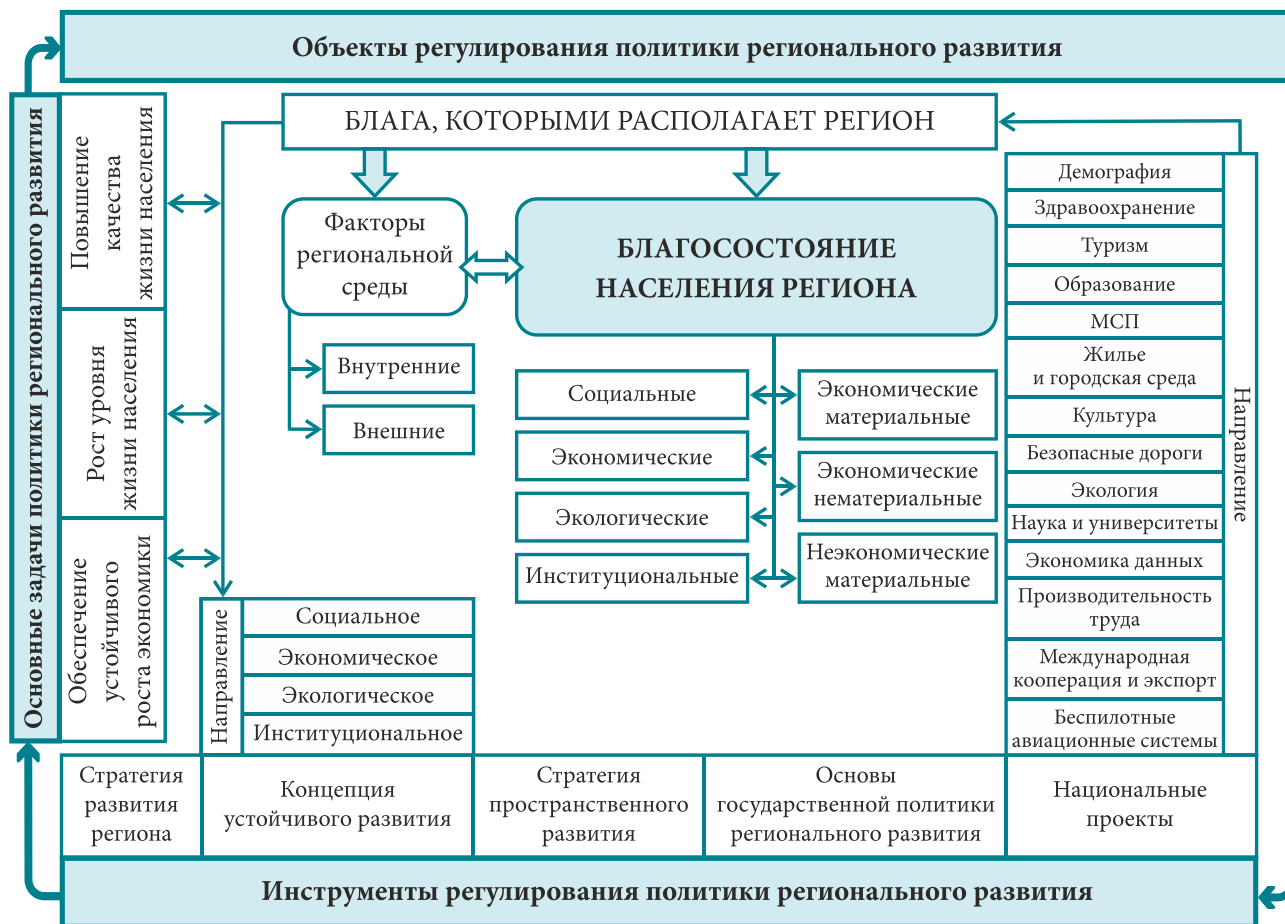 Объекты регулирования политики регионального развития
Основные задачи политики регионального развития
Повышение
качества
жизни населения
Рост уровня
жизни населения
Обеспечение
устойчивого
роста экономики
БЛАГА, КОТОРЫМИ РАСПОЛАГАЕТ РЕГИОН
Факторы
региональной
среды
БЛАГОСОСТОЯНИЕ
НАСЕЛЕНИЯ РЕГИОНА
Внутренние
Внешние
Социальные
Экономические
Экологические
Институциональные
Экономические
материальные
Экономические
нематериальные
Неэкономические
материальные
Направление
Социальное
Экономическое
Экологическое
Институциональное
Демография
Здравоохранение
Туризм
Образование
МСП
Жилье
и городская среда
Культура
Безопасные дороги
Экология
Наука и университеты
Экономика данных
Производительность
труда
Международная
кооперация и экспорт
Беспилотные
авиационные системы
Направление
Стратегия
развития
региона
Концепция
устойчивого развития
Стратегия
пространственного
развития
Основы
государственной политики
регионального развития
Национальные
проекты
Инструменты регулирования политики регионального развития